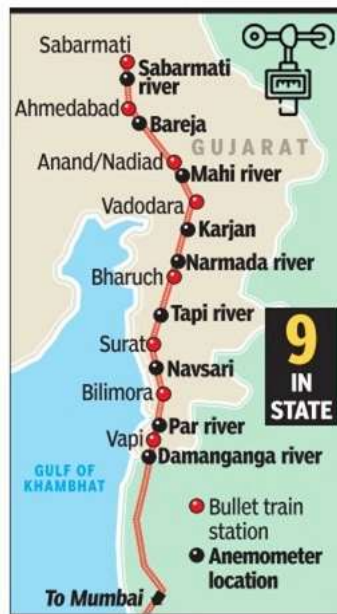 Sabarmati
Sabarmati
river
Ahmedabad
Bareja
GUJARAT
Anand/Nadiad
Mahi river
Vadodara
Karjan
Narmada river
Bharuch
Tapi river
9
IN
STATE
Surat
Navsari
Bilimora
Par river
Vapi
Damanganga river
GULF OF
KHAMBHAT
Bullet train
station
Anemometer
location
To Mumbai